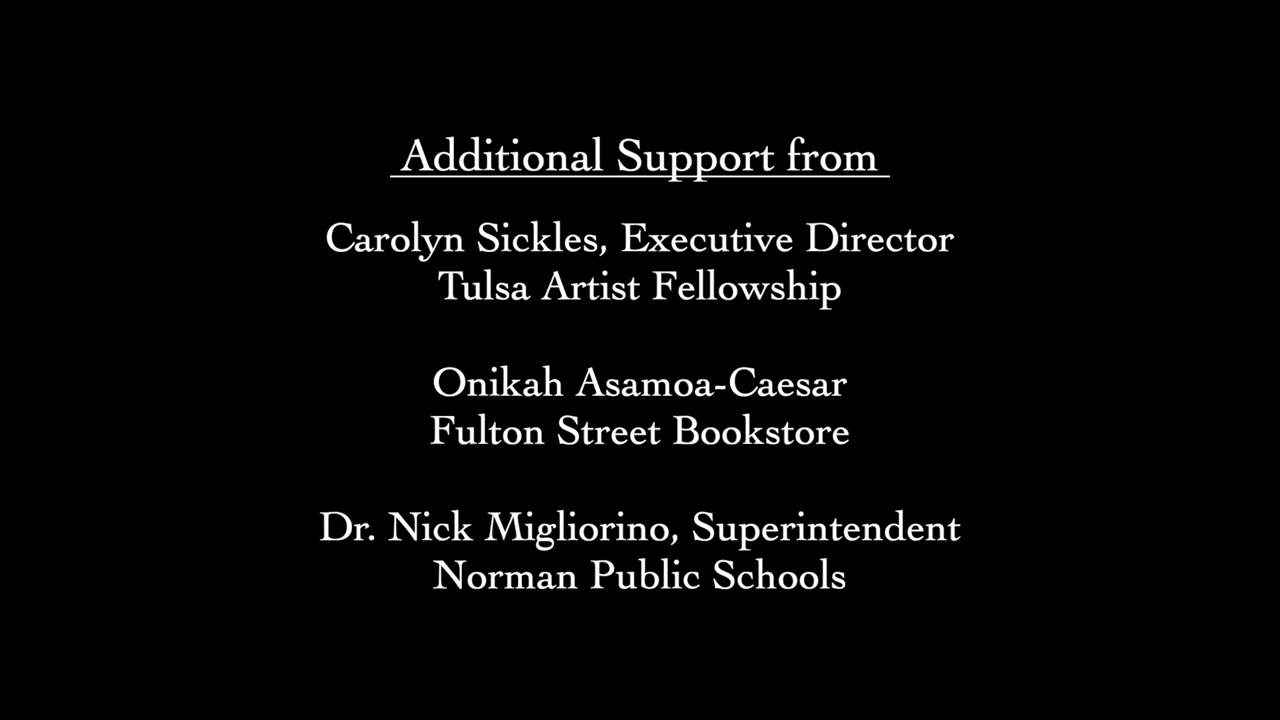 Additional Support from
Carolyn Sickles, Executive Director
Tulsa Artist Fellowship
Onikah Asamoa-Caesar
Fulton Street Bookstore
Dr. Nick Migliorino, Superintendent
Norman Public Schools